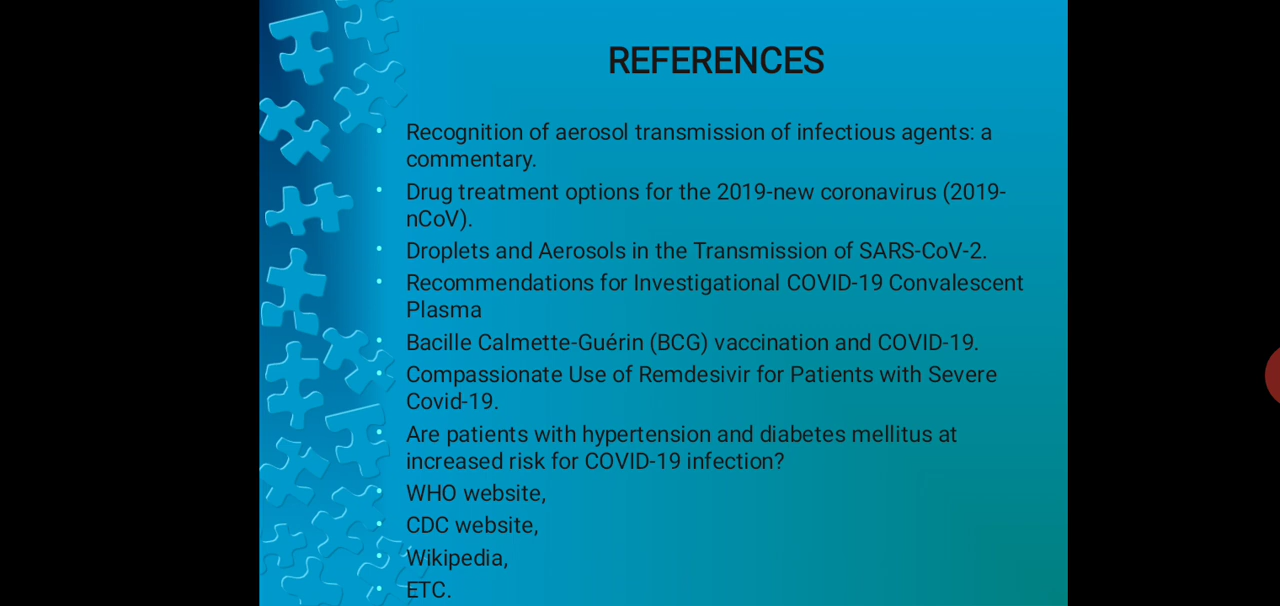 REFERENCES
Recognition of aerosol transmission of infectious agents: a
commentary.
Drug treatment options for the 2019-new coronavirus (2019-
nCoV).
Droplets and Aerosols in the Transmission of SARS-CoV-2.
Recommendations for Investigational COVID-19 Convalescent
Plasma
Bacille Calmette-Guérin (BCG) vaccination and COVID-19.
Compassionate Use of Remdesivir for Patients with Severe
Covid-19.
Are patients with hypertension and diabetes mellitus at
increased risk for COVID-19 infection?
WHO website,
CDC website,
Wikipedia,
ETC.